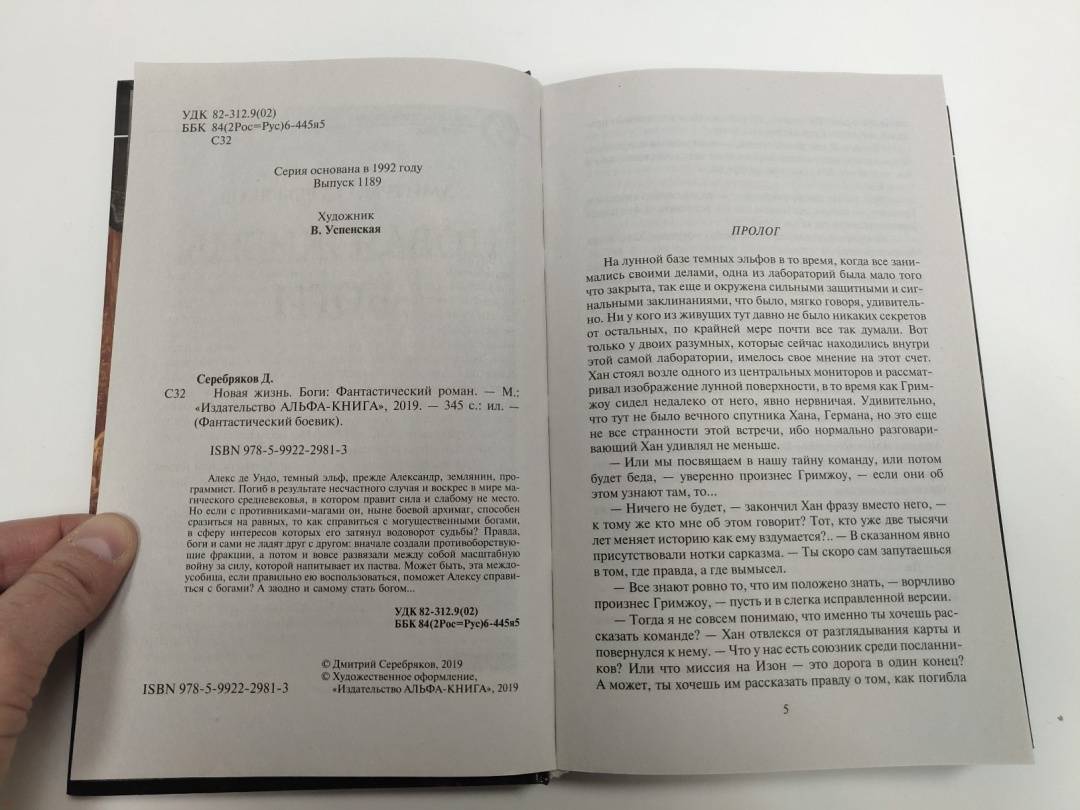 УДК 82-312.9(02)
ББК 84(2Рос=Рус)6-445я5
С32
Серия основана в 1992 году
Выпуск 1189
Художник
В. Успенская
Серебряков Д.
С32 Новая жизнь. Боги: Фантастический роман. — М.:
«Издательство АЛЬФА-КНИГА», 2019. — 345 с.: ил. —
(Фантастический боевик).
ISBN 978-5-9922-2981-3
Алекс де Ундо, темный эльф, прежде Александр, землянин, про-
граммист. Погиб в результате несчастного случая и воскрес в мире ма-
гического средневековья, в котором правит сила и слабому не место.
Но если с противниками-магами он, ныне боевой архимаг, способен
сразиться на равных, то как справиться с могущественными богами,
в сферу интересов которых его затянул водоворот судьбы? Правда,
боги и сами не ладят друг с другом: вначале создали противоборствую-
щие фракции, а потом и вовсе развязали между собой масштабную
войну за силу, которой напитывает их паства. Может быть, эта междо-
усобица, если правильно ею воспользоваться, поможет Алексу справи-
ться с богами? А заодно и самому стать богом...
УДК 82-312.9(02)
ББК 84(2Рос=Рус)6-445я5
© Дмитрий Серебряков, 2019
© Художественное оформление,
ISBN 978-5-9922-2981-3 «Издательство АЛЬФА-КНИГА», 2019
ПРОЛОГ
На лунной базе темных эльфов в то время, когда все зани-
мались своими делами, одна из лабораторий была мало того
что закрыта, так еще и окружена сильными защитными и сиг-
нальными заклинаниями, что было, мягко говоря, удивитель-
но. Ни у кого из живущих тут давно не было никаких секретов
от остальных, по крайней мере почти все так думали. Вот
только у двоих разумных, которые сейчас находились внутри
этой самой лаборатории, имелось свое мнение на этот счет.
Хан стоял возле одного из центральных мониторов и рассмат-
ривал изображение лунной поверхности, в то время как Грим-
жоу сидел недалеко от него, явно нервничая. Удивительно,
что тут не было вечного спутника Хана, Германа, но это еще
не все странности этой встречи, ибо нормально разговари-
вающий Хан удивлял не меньше.
— Или мы посвящаем в нашу тайну команду, или потом
будет беда, — уверенно произнес Гримжоу, — если они об
этом узнают там, то...
— Ничего не будет, — закончил Хан фразу вместо него, —
к тому же кто мне об этом говорит? Тот, кто уже две тысячи
лет меняет историю как ему вздумается?.. — В сказанном явно
присутствовали нотки сарказма. — Ты скоро сам запутаешься
в том, где правда, а где вымысел.
— Все знают ровно то, что им положено знать, — ворчливо
произнес Гримжоу, — пусть и в слегка исправленной версии.
— Тогда я не совсем понимаю, что именно ты хочешь рас-
сказать команде? — Хан отвлекся от разглядывания карты и
повернулся к нему. — Что у нас есть союзник среди посланни-
ков? Или что миссия на Изон — это дорога в один конец?
А может, ты хочешь им рассказать правду о том, как погибла
5